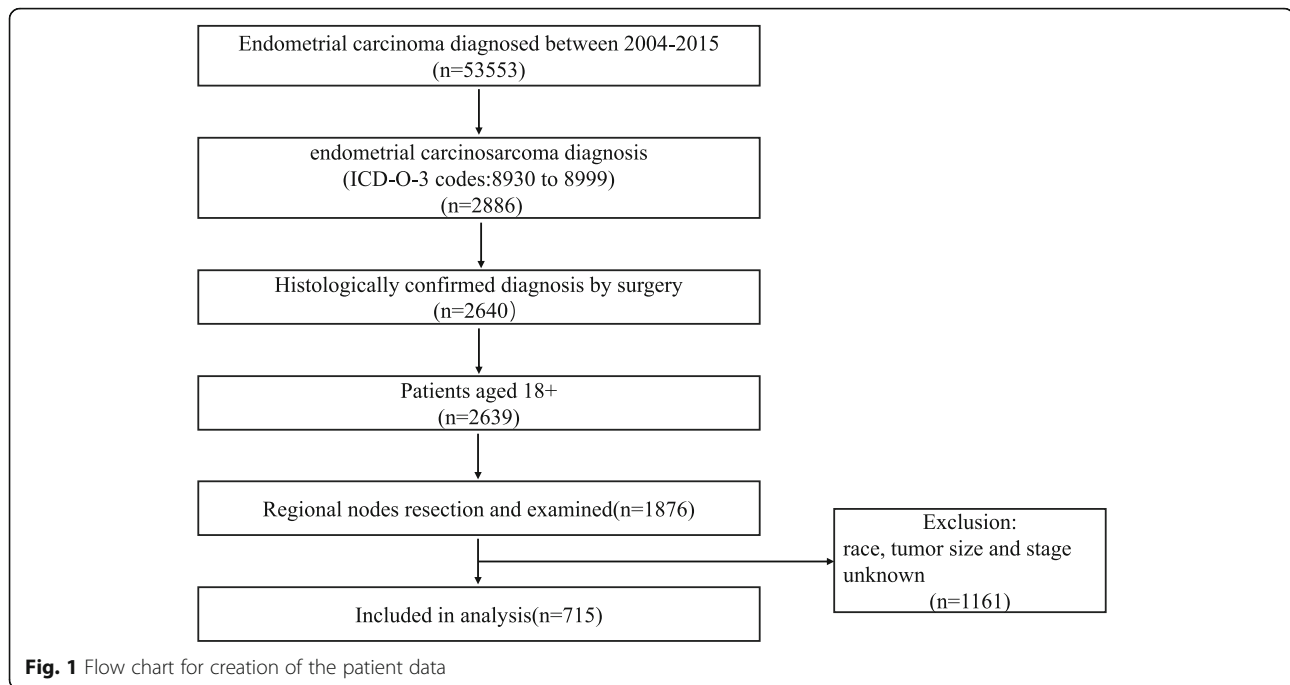 Endometrial carcinoma diagnosed between 2004-2015
(n=53553)
endometrial carcinosarcoma diagnosis
(ICD-O-3 codes:8930 to 8999)
(n=2886)
Histologically confirmed diagnosis by surgery
(n=2640）
Patients aged 18+
(n=2639)
Regional nodes resection and examined(n=1876)
Exclusion:
race, tumor size and stage
unknown
(n=1161)
Included in analysis(n=715)
Fig. 1 Flow chart for creation of the patient data